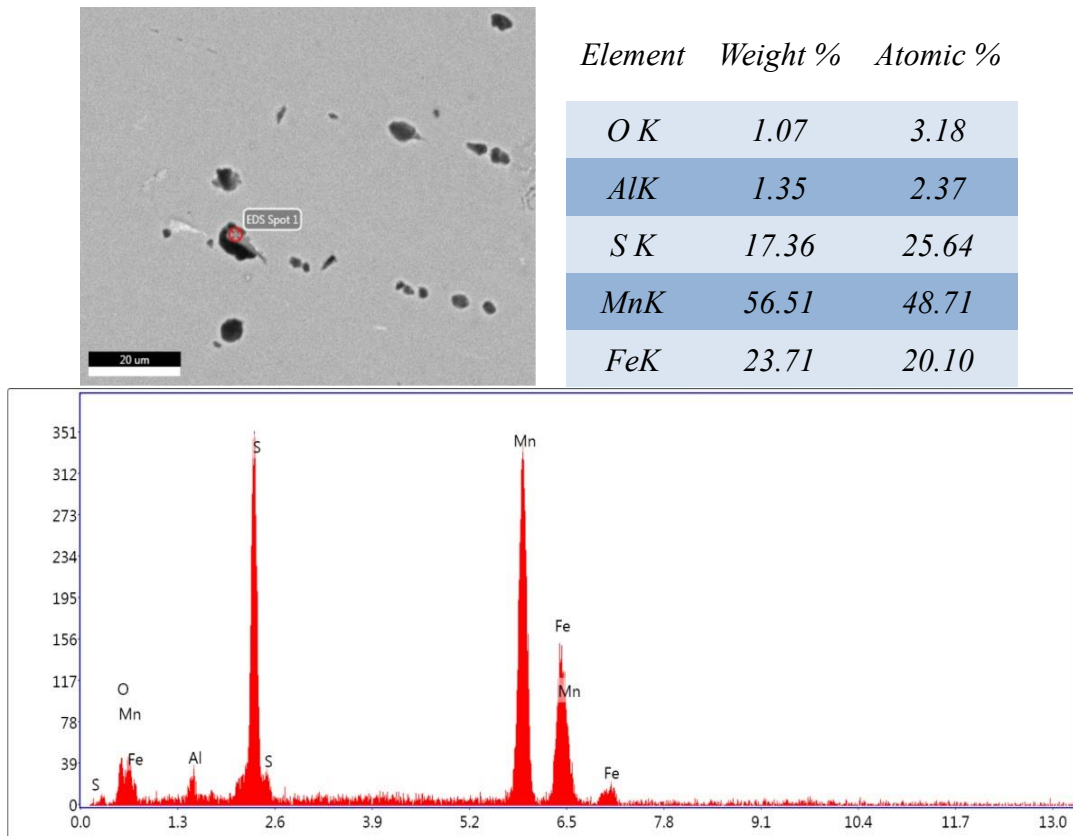 EDS Spot 1
20 um
Element Weight % Atomic %
O K 1.07 3.18
AlK 1.35 2.37
S K 17.36 25.64
MnK 56.51 48.71
FeK 23.71 20.10
351
312
273
234
195
156
117
78
39
0
S
O
Mn
Fe
Al
S
S
Mn
Fe
Mn
Fe
0.0 1.3 2.6 3.9 5.2 6.5 7.8 9.1 10.4 11.7 13.0